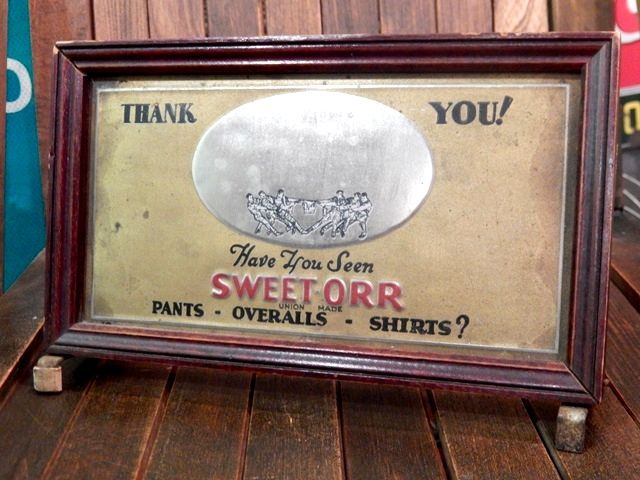 THANK YOU!
Have You Seen
SWEET-ORR
UNION MADE
PANTS - OVERALLS - SHIRTS?